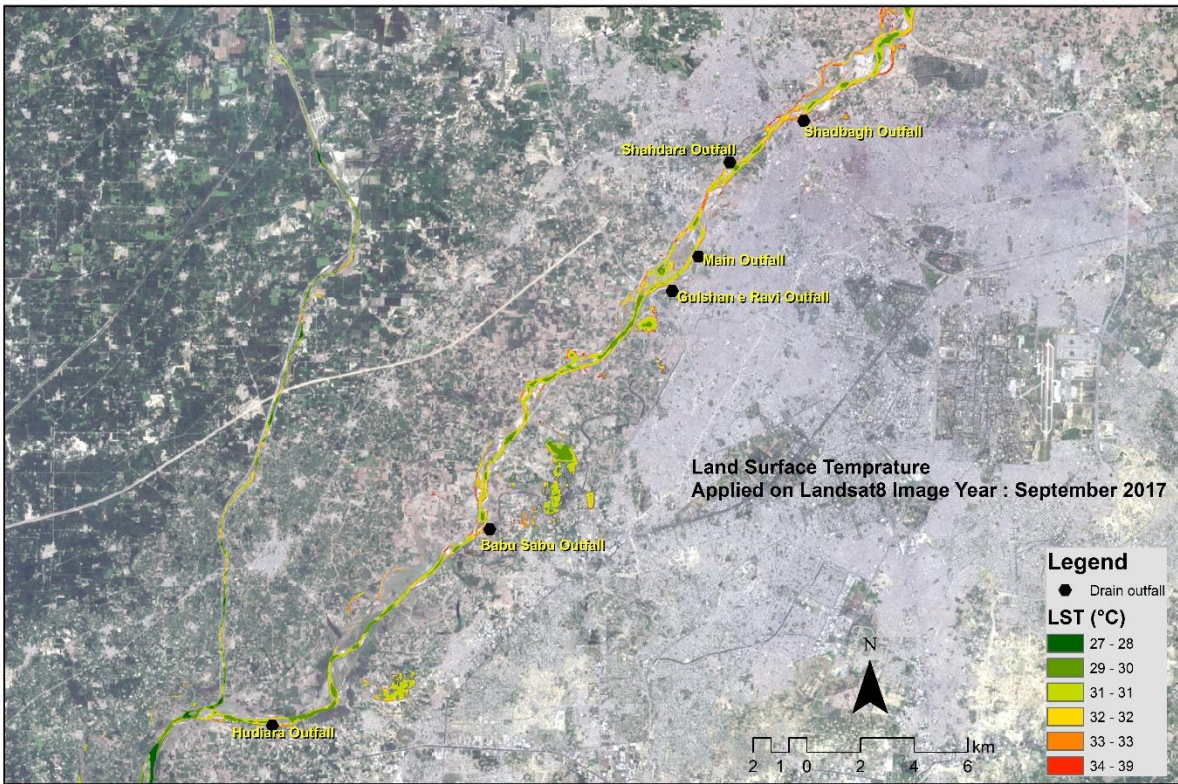 Shadbagh Outfall
Shahdara Outfall
Main Outfall
Gulshan e Ravi Outfall
Land Surface Temprature
Applied on Landsat8 Image Year : September 2017
Babu Sabu Outfall
Hudiara Outfall
Legend
Drain outfall
LST (°C)
27 - 28
29 - 30
31 - 31
32 - 32
33 - 33
34 - 39
N
2 1 0 2 4 6 km